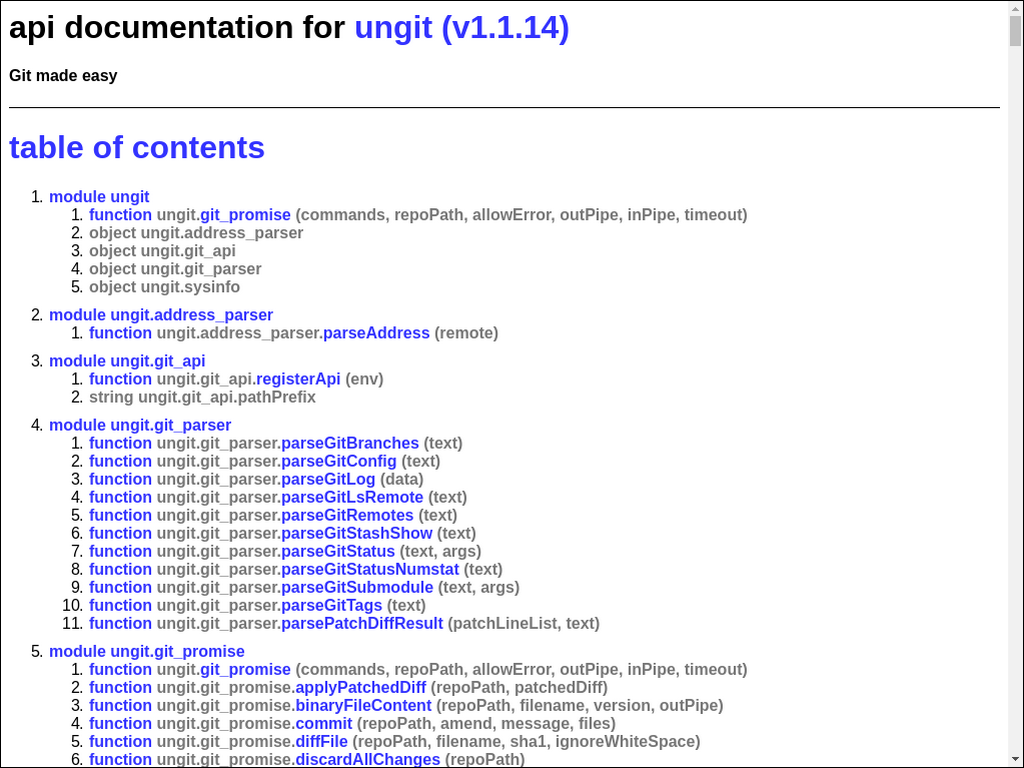 api documentation for ungit (v1.1.14)
Git made easy
table of contents
1. module ungit
1. function ungit.git_promise (commands, repoPath, allowError, outPipe, inPipe, timeout)
2. object ungit.address_parser
3. object ungit.git_api
4. object ungit.git_parser
5. object ungit.sysinfo
2. module ungit.address_parser
1. function ungit.address_parser.parseAddress (remote)
3. module ungit.git_api
1. function ungit.git_api.registerApi (env)
2. string ungit.git_api.pathPrefix
4. module ungit.git_parser
1. function ungit.git_parser.parseGitBranches (text)
2. function ungit.git_parser.parseGitConfig (text)
3. function ungit.git_parser.parseGitLog (data)
4. function ungit.git_parser.parseGitLsRemote (text)
5. function ungit.git_parser.parseGitRemotes (text)
6. function ungit.git_parser.parseGitStashShow (text)
7. function ungit.git_parser.parseGitStatus (text, args)
8. function ungit.git_parser.parseGitStatusNumstat (text)
9. function ungit.git_parser.parseGitSubmodule (text, args)
10. function ungit.git_parser.parseGitTags (text)
11. function ungit.git_parser.parsePatchDiffResult (patchLineList, text)
5. module ungit.git_promise
1. function ungit.git_promise (commands, repoPath, allowError, outPipe, inPipe, timeout)
2. function ungit.git_promise.applyPatchedDiff (repoPath, patchedDiff)
3. function ungit.git_promise.binaryFileContent (repoPath, filename, version, outPipe)
4. function ungit.git_promise.commit (repoPath, amend, message, files)
5. function ungit.git_promise.diffFile (repoPath, filename, sha1, ignoreWhiteSpace)
6. function ungit.git_promise.discardAllChanges (repoPath)